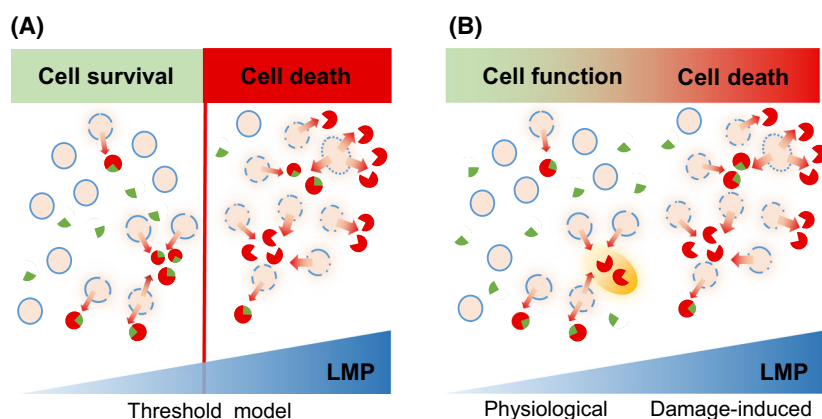 (A)
Cell survival Cell death
LMP
Threshold model
(B)
Cell function Cell death
LMP
Physiological Damage-induced